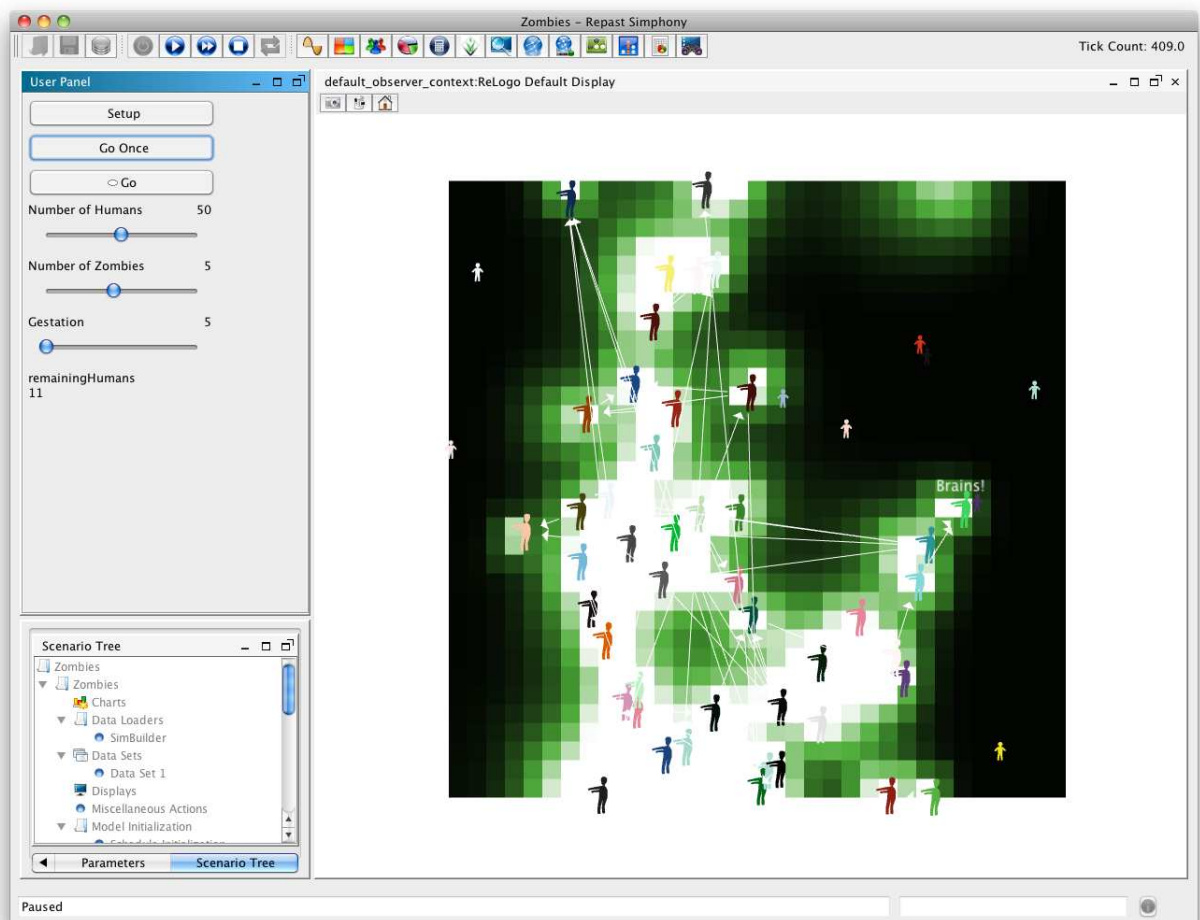 Zombies – Repast Simphony
Tick Count: 409.0
User Panel
Setup
Go Once
Go
Number of Humans 50
Number of Zombies 5
Gestation 5
remainingHumans
11
default_observer_context:ReLogo Default Display
Brains!
Scenario Tree
Zombies
Zombies
Charts
Data Loaders
SimBuilder
Data Sets
Data Set 1
Displays
Miscellaneous Actions
Model Initialization
Parameters
Scenario Tree
Paused